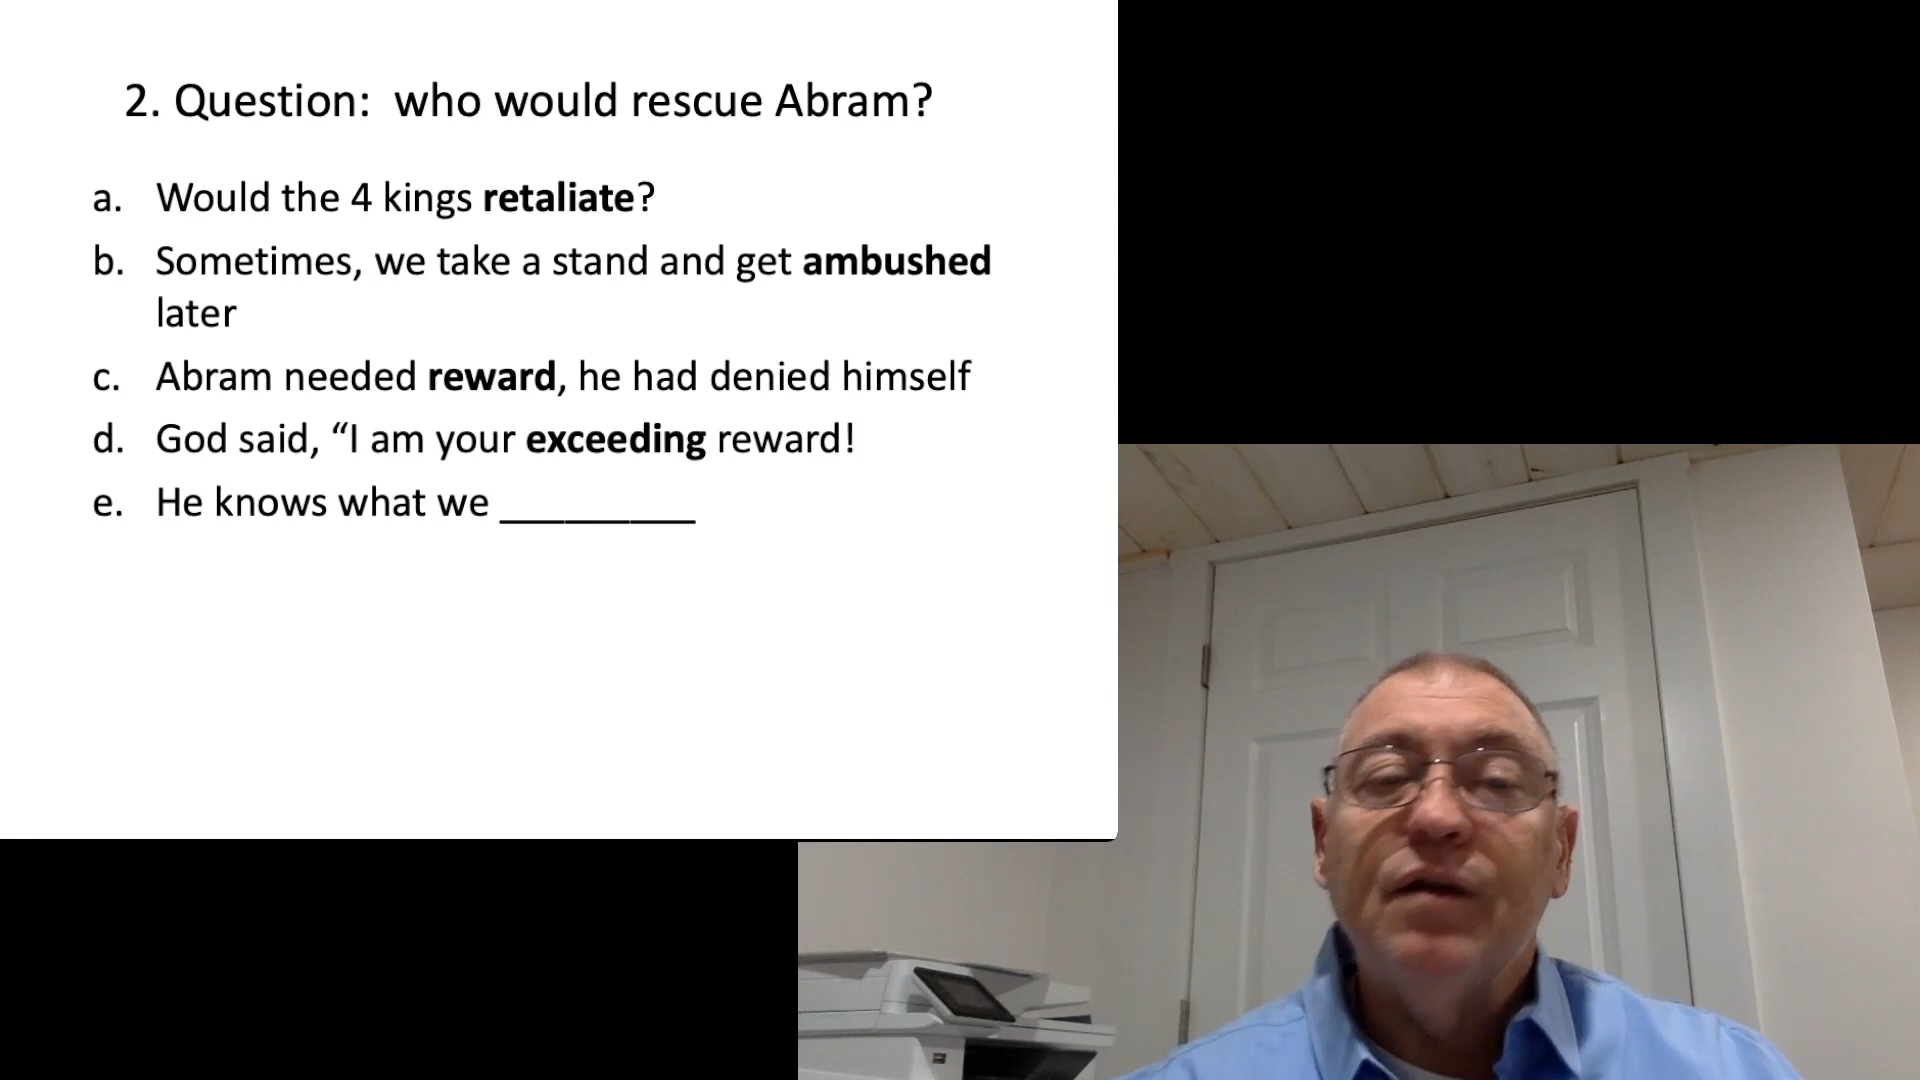 2. Question:  who would rescue Abram?
a. Would the 4 kings retaliate?
b. Sometimes, we take a stand and get ambushed
later
c. Abram needed reward, he had denied himself
d. God said, “I am your exceeding reward!
e. He knows what we _________